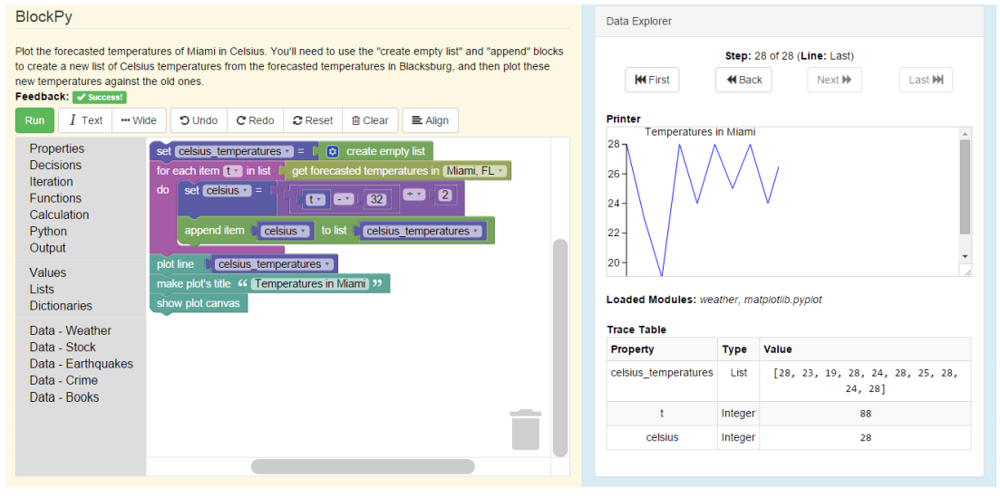 BlockPy
Plot the forecasted temperatures of Miami in Celsius. You'll need to use the "create empty list" and "append" blocks
to create a new list of Celsius temperatures from the forecasted temperatures in Blacksburg, and then plot these
new temperatures against the old ones.
Feedback: ✔ Success!
Run I Text Wide Undo Redo Reset Clear Align
Properties
Decisions
Iteration
Functions
Calculation
Python
Output
Values
Lists
Dictionaries
Data - Weather
Data - Stock
Data - Earthquakes
Data - Crime
Data - Books
set celsius_temperatures = create empty list
for each item t in list get forecasted temperatures in Miami, FL
do set celsius = t - 32 ÷ 2
append item celsius to list celsius_temperatures
plot line celsius_temperatures
make plot's title “ Temperatures in Miami ”
show plot canvas
Data Explorer
Step: 28 of 28 (Line: Last)
First Back Next Last
Printer
Temperatures in Miami
28
26
24
22
20
Loaded Modules: weather, matplotlib.pyplot
Trace Table
Property Type Value
celsius_temperatures List [28, 23, 19, 28, 24, 28, 25, 28,
24, 28]
t Integer 88
celsius Integer 28